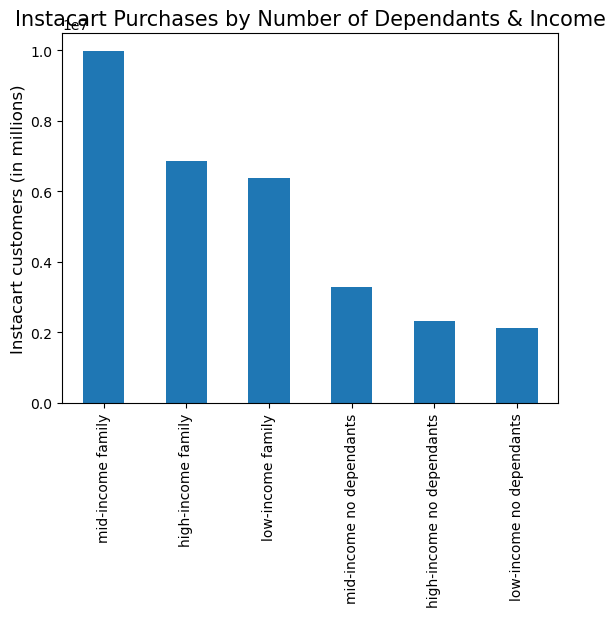 Instacart Purchases by Number of Dependants & Income
1e7
Instacart customers (in millions)
1.0
0.8
0.6
0.4
0.2
0.0
mid-income family
high-income family
low-income family
mid-income no dependants
high-income no dependants
low-income no dependants